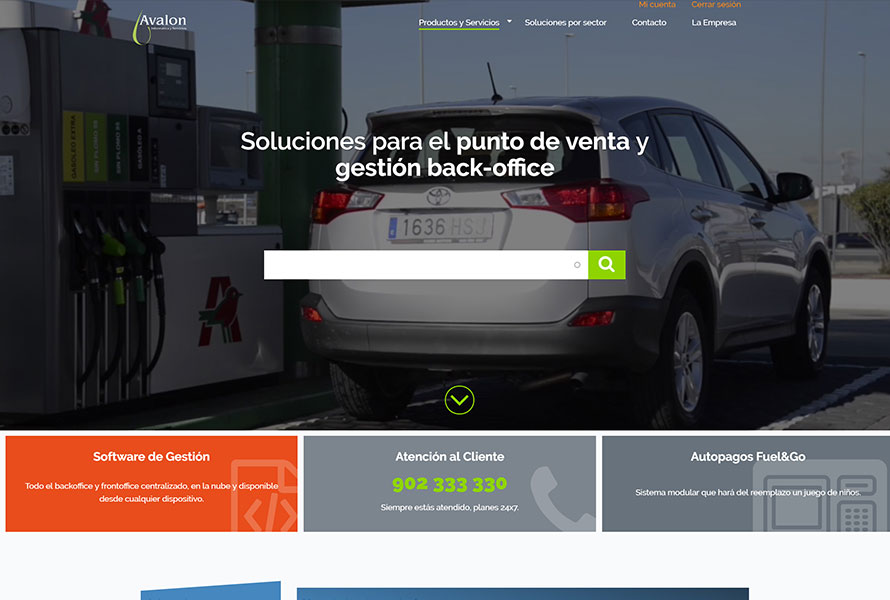 Mi cuenta
Cerrar sesión
Avalon
Informática y Servicios
Productos y Servicios
Soluciones por sector
Contacto
La Empresa
GASÓLEO EXTRA
SIN PLOMO 98
SIN PLOMO 95
GASÓLEO A
Soluciones para el punto de venta y
gestión back-office
1636 HSJ
Software de Gestión
Todo el backoffice y frontoffice centralizado, en la nube y disponible
desde cualquier dispositivo.
Atención al Cliente
902 333 330
Siempre estás atendido, planes 24x7.
Autopagos Fuel&Go
Sistema modular que hará del reemplazo un juego de niños.